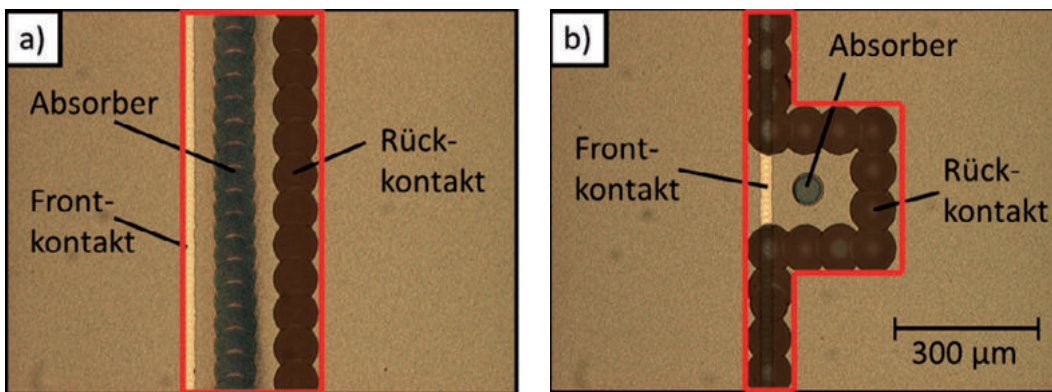 a)
Absorber
Rück-
kontakt
Front-
kontakt
b)
Absorber
Front-
kontakt
Rück-
kontakt
300 µm